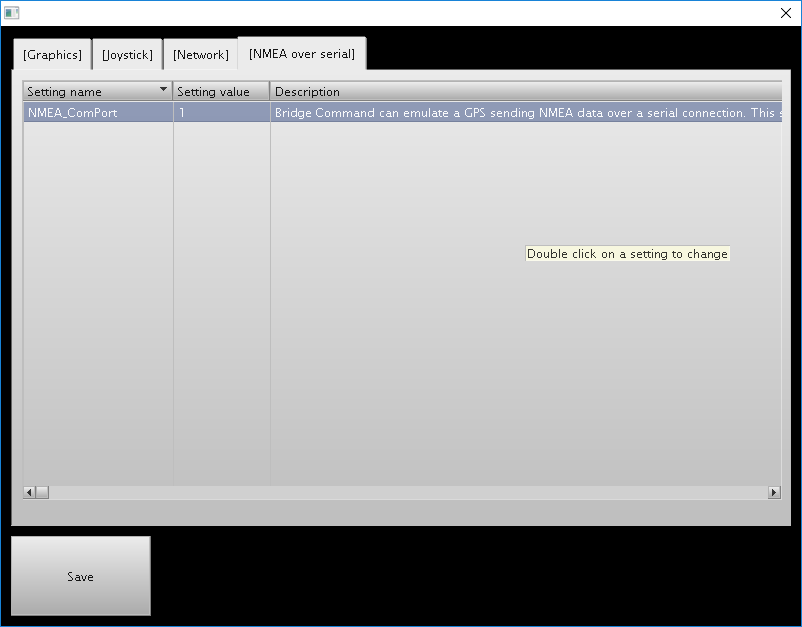 [Graphics] [Joystick] [Network] [NMEA over serial]
Setting name Setting value Description
NMEA_ComPort 1 Bridge Command can emulate a GPS sending NMEA data over a serial connection. This
Double click on a setting to change
Save